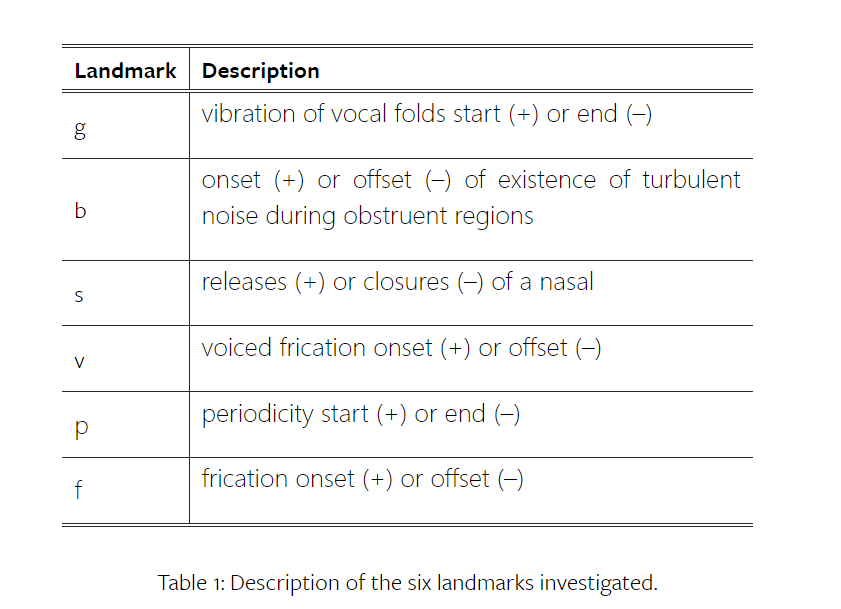 Landmark Description
g vibration of vocal folds start (+) or end (–)
b onset (+) or offset (–) of existence of turbulent
noise during obstruent regions
s releases (+) or closures (–) of a nasal
v voiced frication onset (+) or offset (–)
p periodicity start (+) or end (–)
f frication onset (+) or offset (–)
Table 1: Description of the six landmarks investigated.